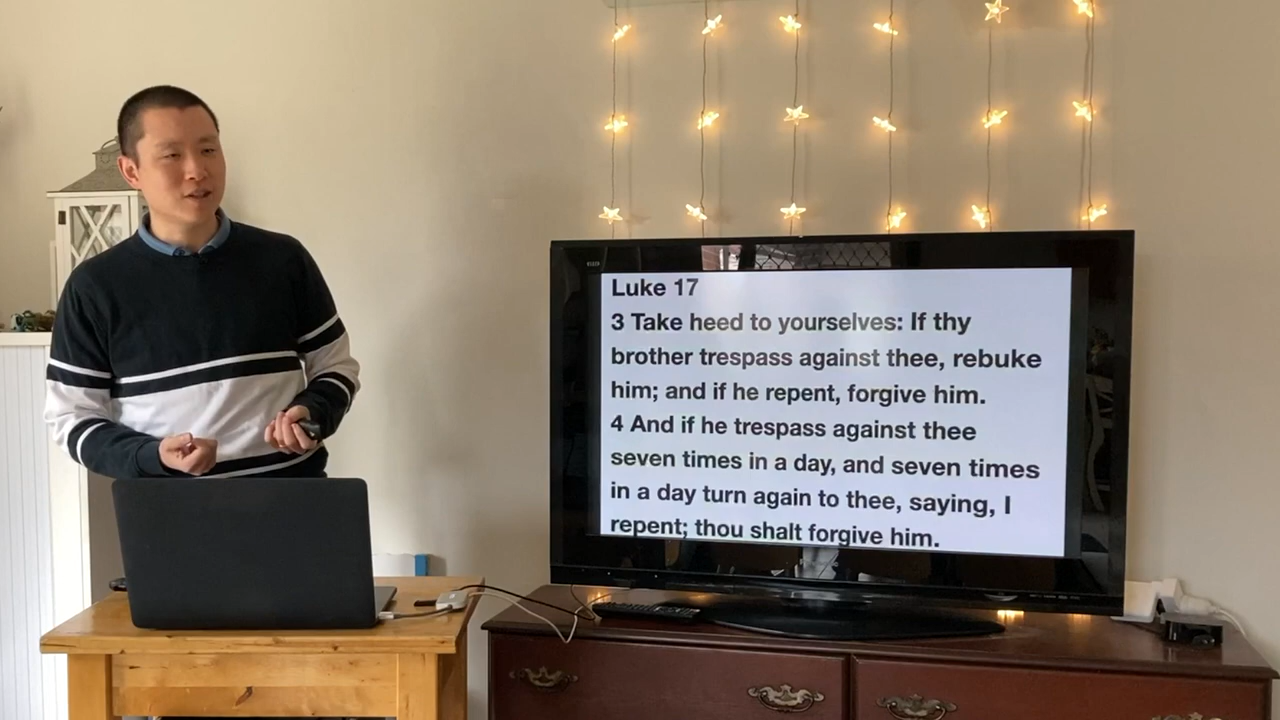 Luke 17
3 Take heed to yourselves: If thy
brother trespass against thee, rebuke
him; and if he repent, forgive him.
4 And if he trespass against thee
seven times in a day, and seven times
in a day turn again to thee, saying, I
repent; thou shalt forgive him.